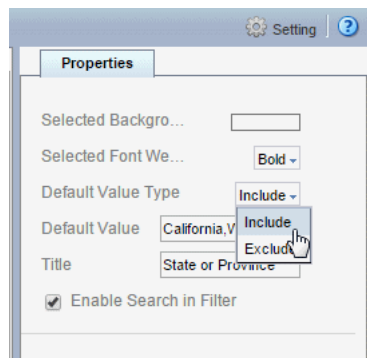 Setting ?
Properties
Selected Backgro...
Selected Font We... Bold
Default Value Type Include
Default Value California,
Include
Exclude
Title State or Province
Enable Search in Filter